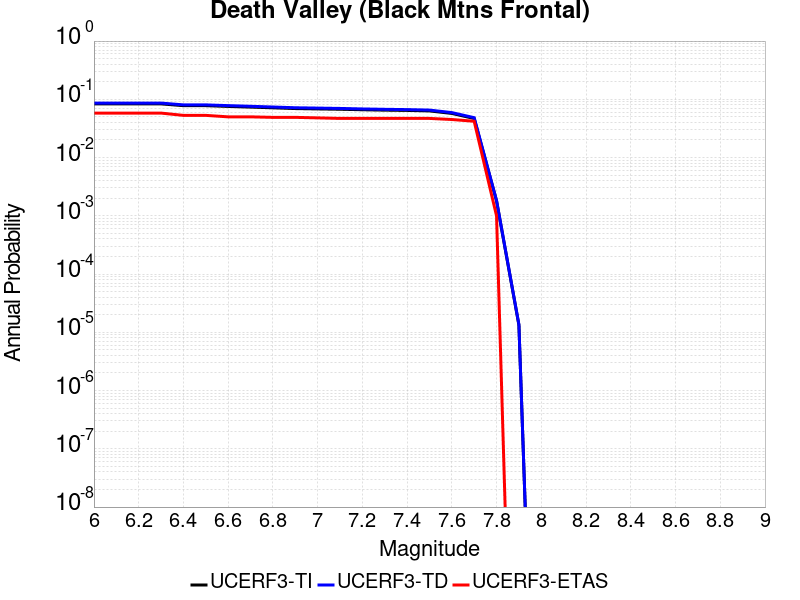 Death Valley (Black Mtns Frontal)
Annual Probability
10^0
10^-1
10^-2
10^-3
10^-4
10^-5
10^-6
10^-7
10^-8
6 6.2 6.4 6.6 6.8 7 7.2 7.4 7.6 7.8 8 8.2 8.4 8.6 8.8 9
Magnitude
UCERF3-TI UCERF3-TD UCERF3-ETAS